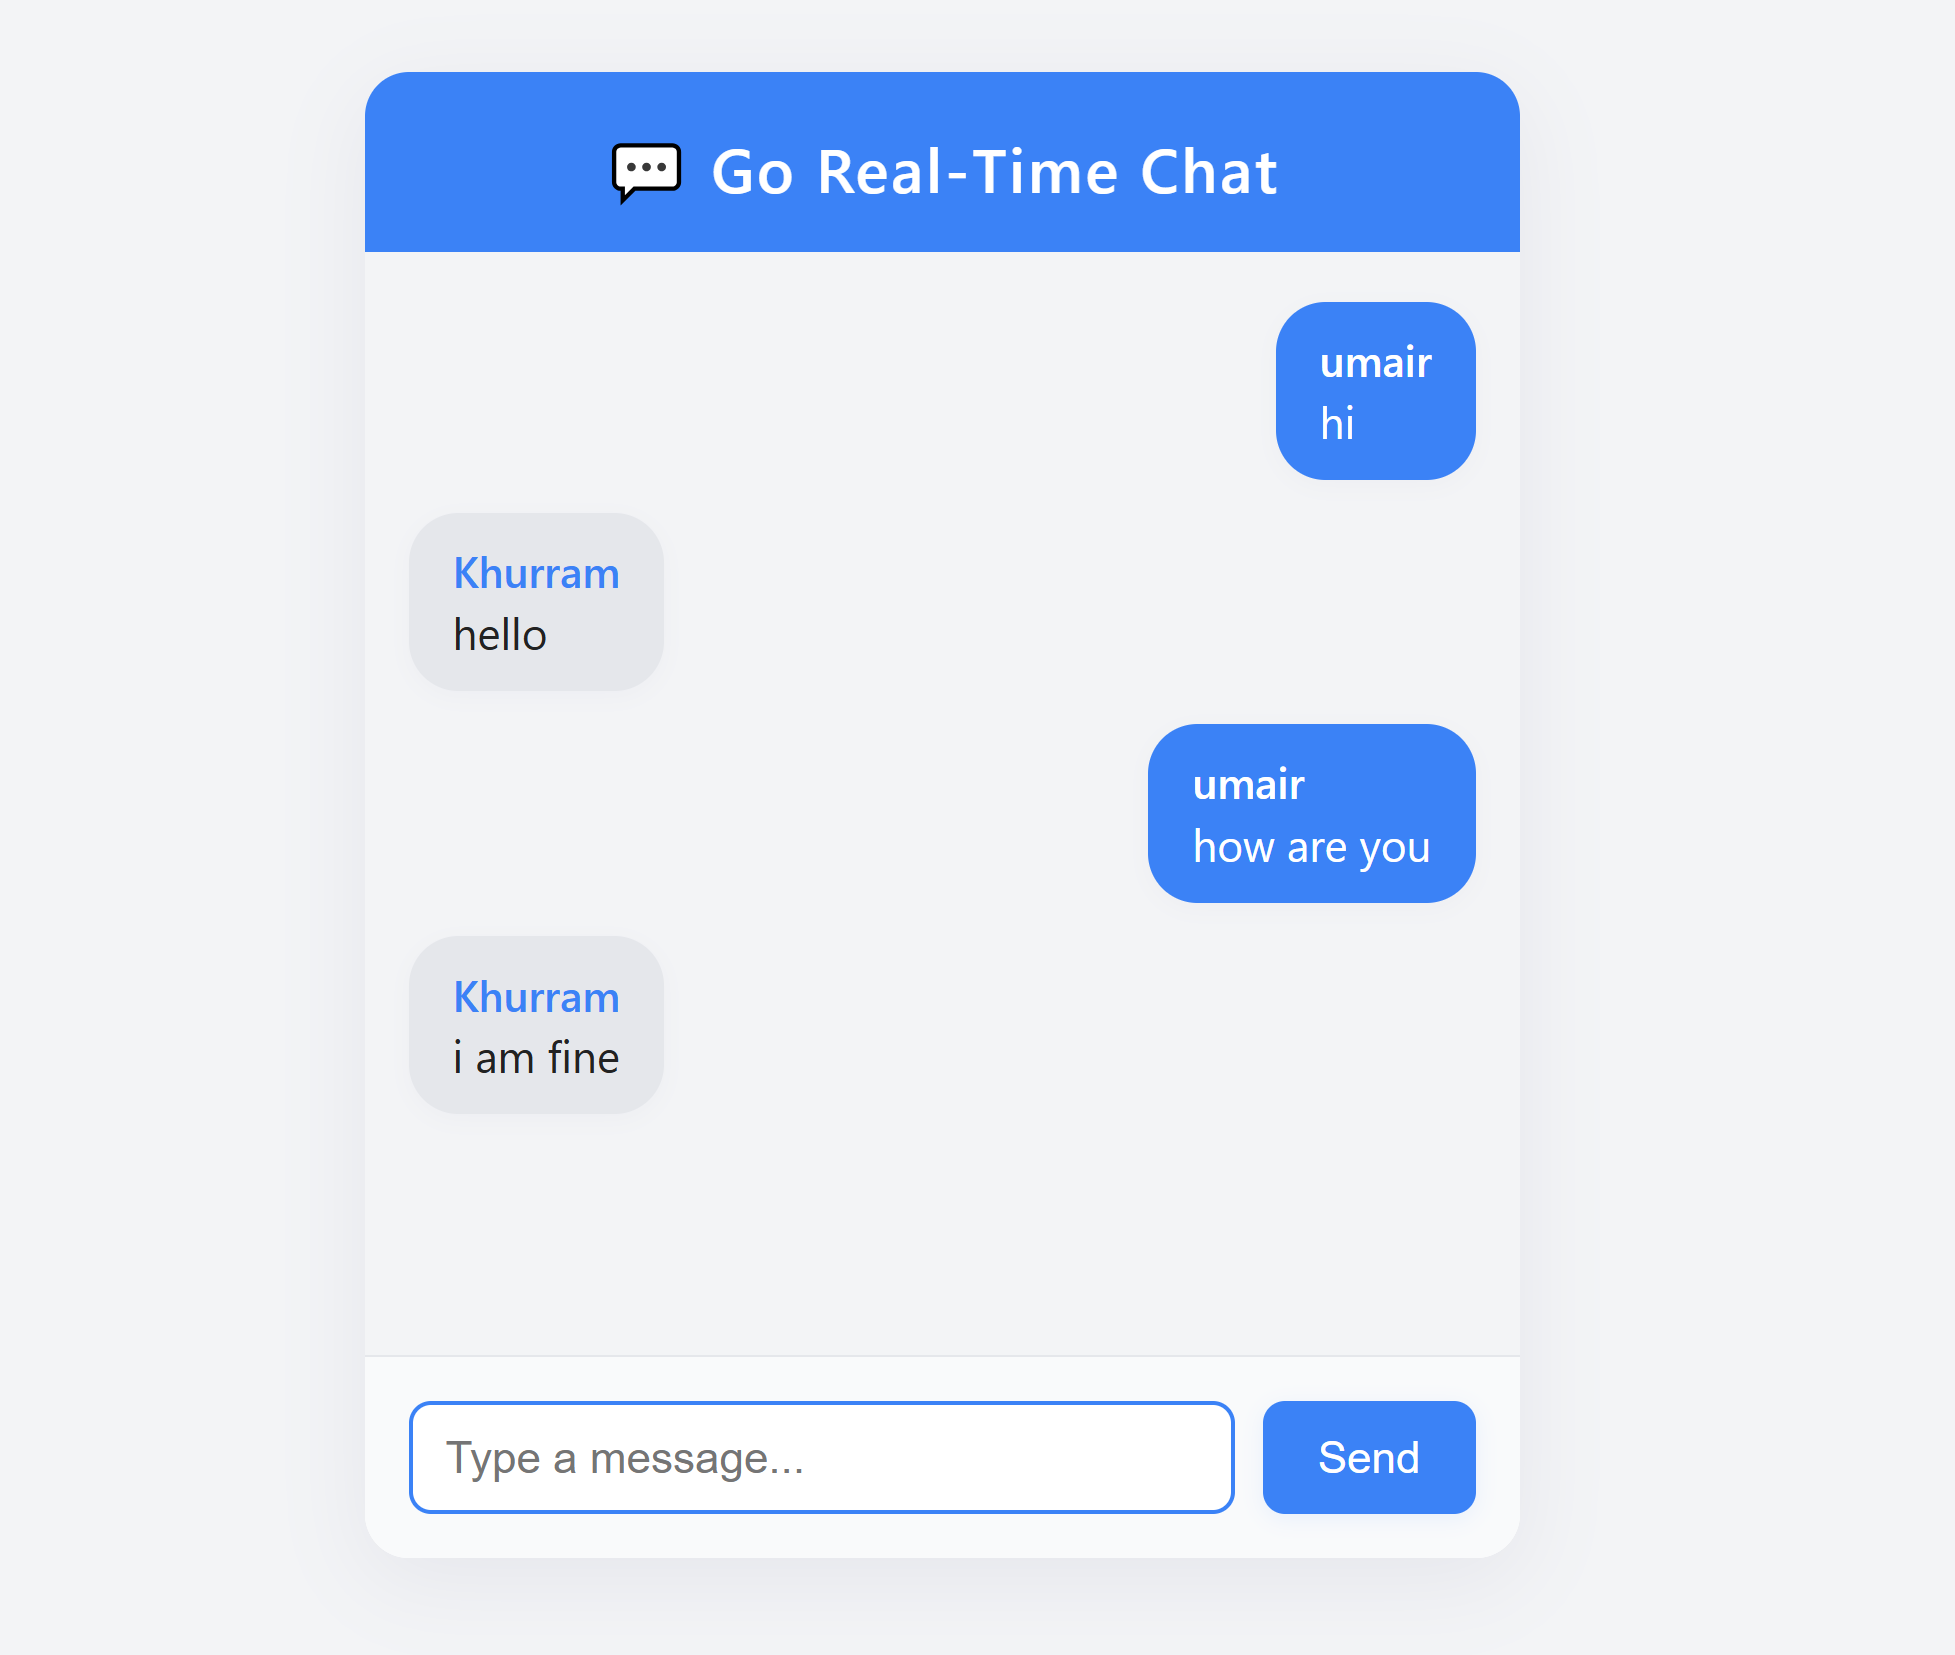 💬 Go Real-Time Chat
umair
hi
Khurram
hello
umair
how are you
Khurram
i am fine
Type a message...
Send